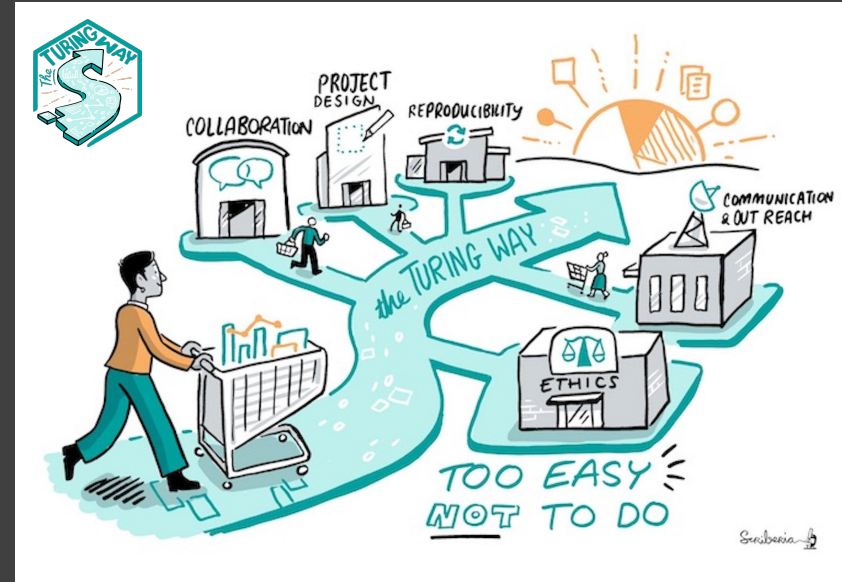 The TURING WAY
COLLABORATION
PROJECT
DESIGN
REPRODUCIBILITY
COMMUNICATION
& OUT REACH
the TURING WAY
ETHICS
TOO EASY
NOT TO DO
Scriberia